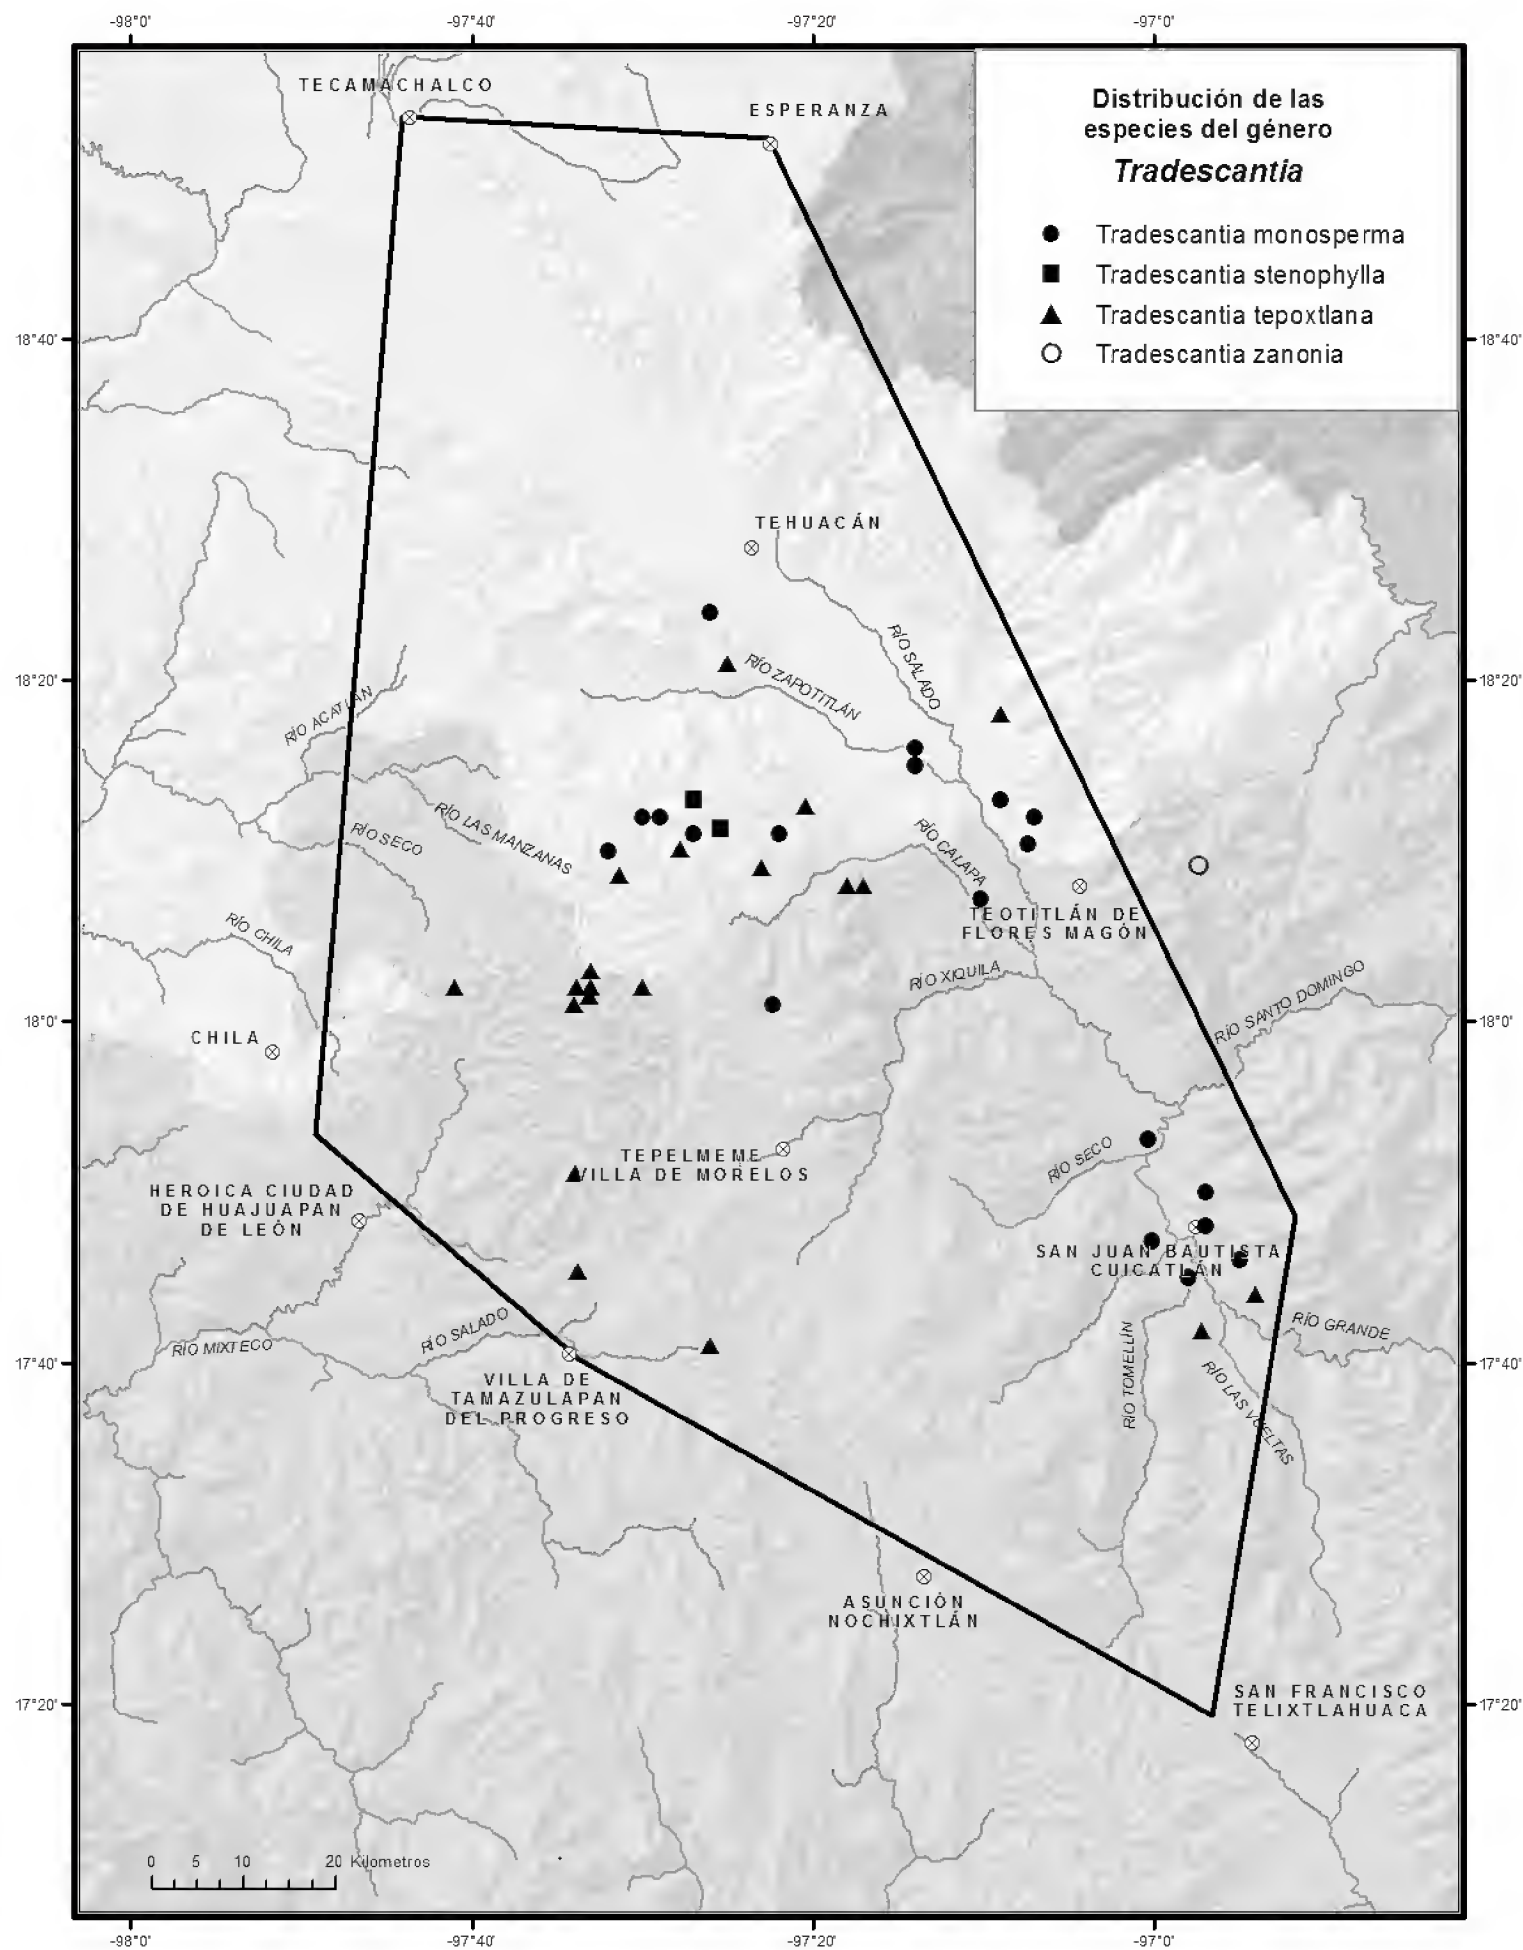 -98°0'
-97°40'
-97°20'
-97°0'
TECAMACHALCO
ESPERANZA
Distribución de las
especies del género
Tradescantia
Tradescantia monosperma
Tradescantia stenophylla
Tradescantia tepoxtlana
Tradescantia zanonia
18°40'
18°40'
TEHUACÁN
RÍO SALADO
RÍO ZAPOTITLÁN
18°20'
18°20'
RÍO ACATLÁN
RÍO LAS MANZANAS
RÍO SECO
RÍO CALAPA
TEOTITLÁN DE
FLORES MAGÓN
RÍO CHILA
RÍO XIQUILA
RÍO SANTO DOMINGO
18°0'
18°0'
CHILA
TEPELMEME
VILLA DE MORELOS
RÍO SECO
HEROICA CIUDAD
DE HUAJUAPAN
DE LEÓN
SAN JUAN BAUTISTA
CUICATLÁN
RÍO SALADO
RÍO MIXTECO
RÍO GRANDE
17°40'
17°40'
RÍO TOMELLÍN
RÍO LAS VUELTAS
VILLA DE
TAMAZULAPAN
DEL PROGRESO
ASUNCIÓN
NOCHIXTLÁN
17°20'
17°20'
SAN FRANCISCO
TELIXTLAHUACA
0 5 10 20 Kilometros
-98°0'
-97°40'
-97°20'
-97°0'